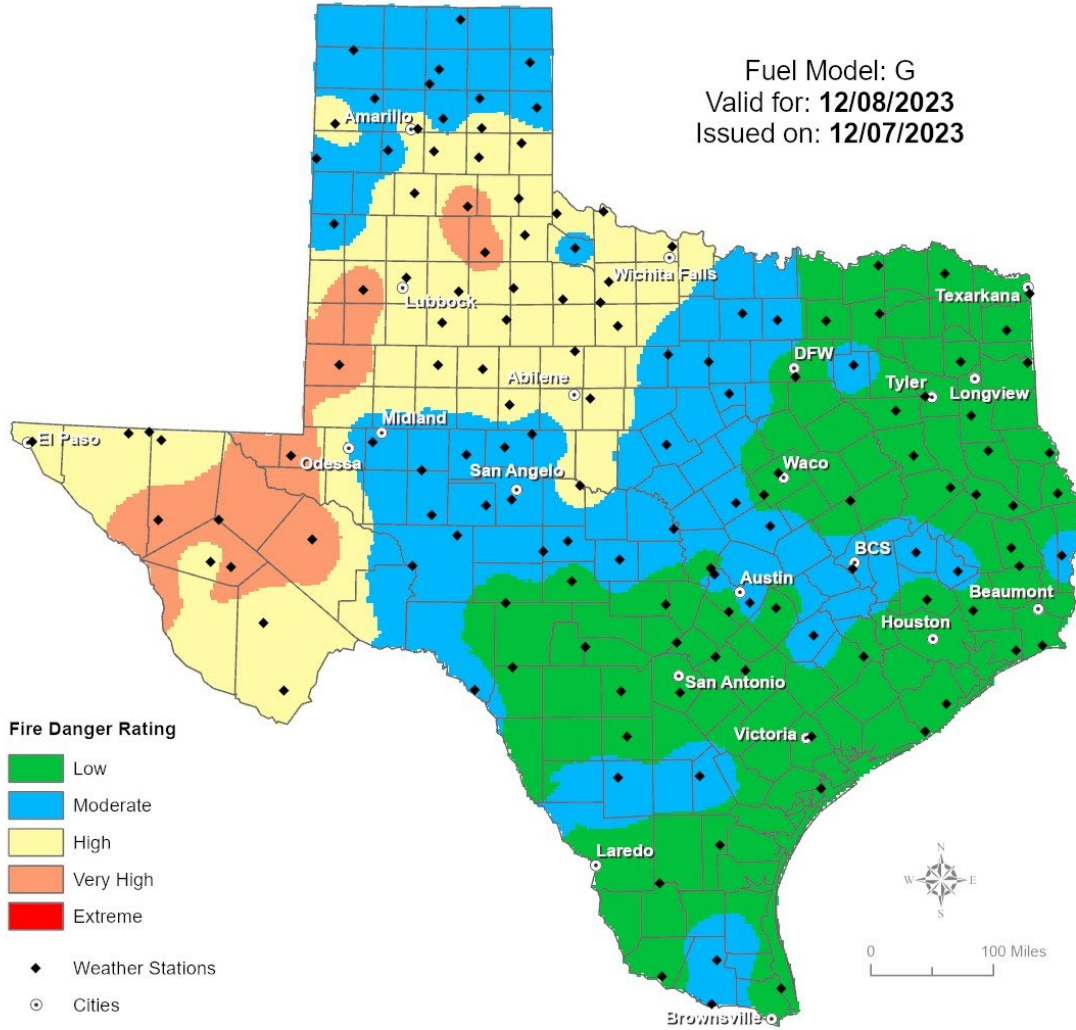 Fuel Model: G
Valid for: 12/08/2023
Issued on: 12/07/2023
Amarillo
Wichita Falls
Lubbock
Texarkana
DFW
Abilene
Tyler
Longview
Midland
El Paso
Odessa
San Angelo
Waco
BCS
Austin
Beaumont
Houston
San Antonio
Victoria
Laredo
Brownsville
Fire Danger Rating
Low
Moderate
High
Very High
Extreme
Weather Stations
Cities
N
W E
S
0 100 Miles